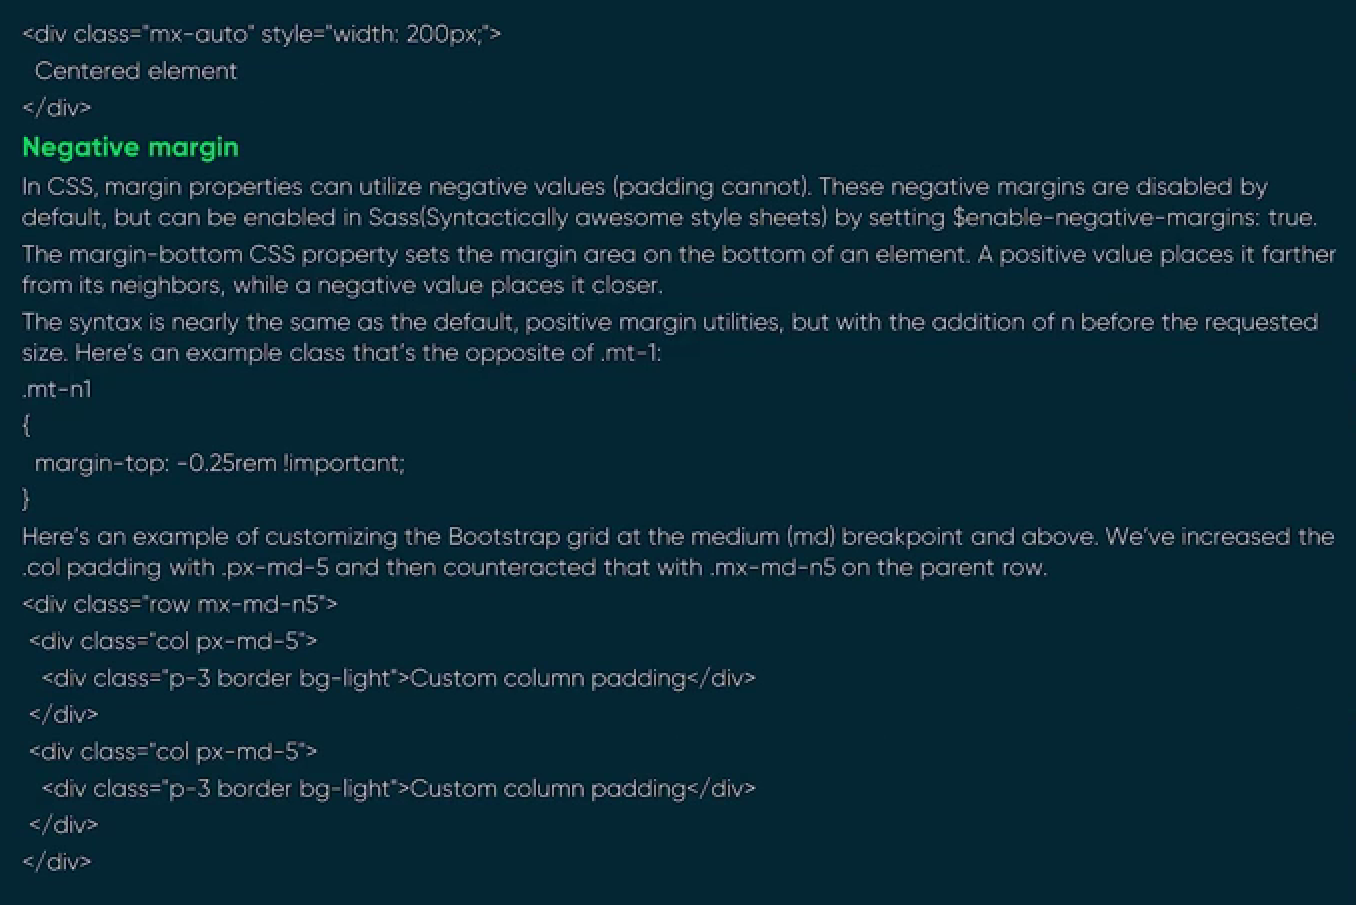 <div class="mx-auto" style="width: 200px;">
Centered element
</div>
Negative margin
In CSS, margin properties can utilize negative values (padding cannot). These negative margins are disabled by
default, but can be enabled in Sass(Syntactically awesome style sheets) by setting $enable-negative-margins: true.
The margin-bottom CSS property sets the margin area on the bottom of an element. A positive value places it farther
from its neighbors, while a negative value places it closer.
The syntax is nearly the same as the default, positive margin utilities, but with the addition of n before the requested
size. Here's an example class that's the opposite of .mt-1:
.mt-n1
{
margin-top: -0.25rem !important;
}
Here's an example of customizing the Bootstrap grid at the medium (md) breakpoint and above. We've increased the
.col padding with .px-md-5 and then counteracted that with .mx-md-n5 on the parent row.
<div class="row mx-md-n5">
<div class="col px-md-5">
<div class="p-3 border bg-light">Custom column padding</div>
</div>
<div class="col px-md-5">
<div class="p-3 border bg-light">Custom column padding</div>
</div>
</div>